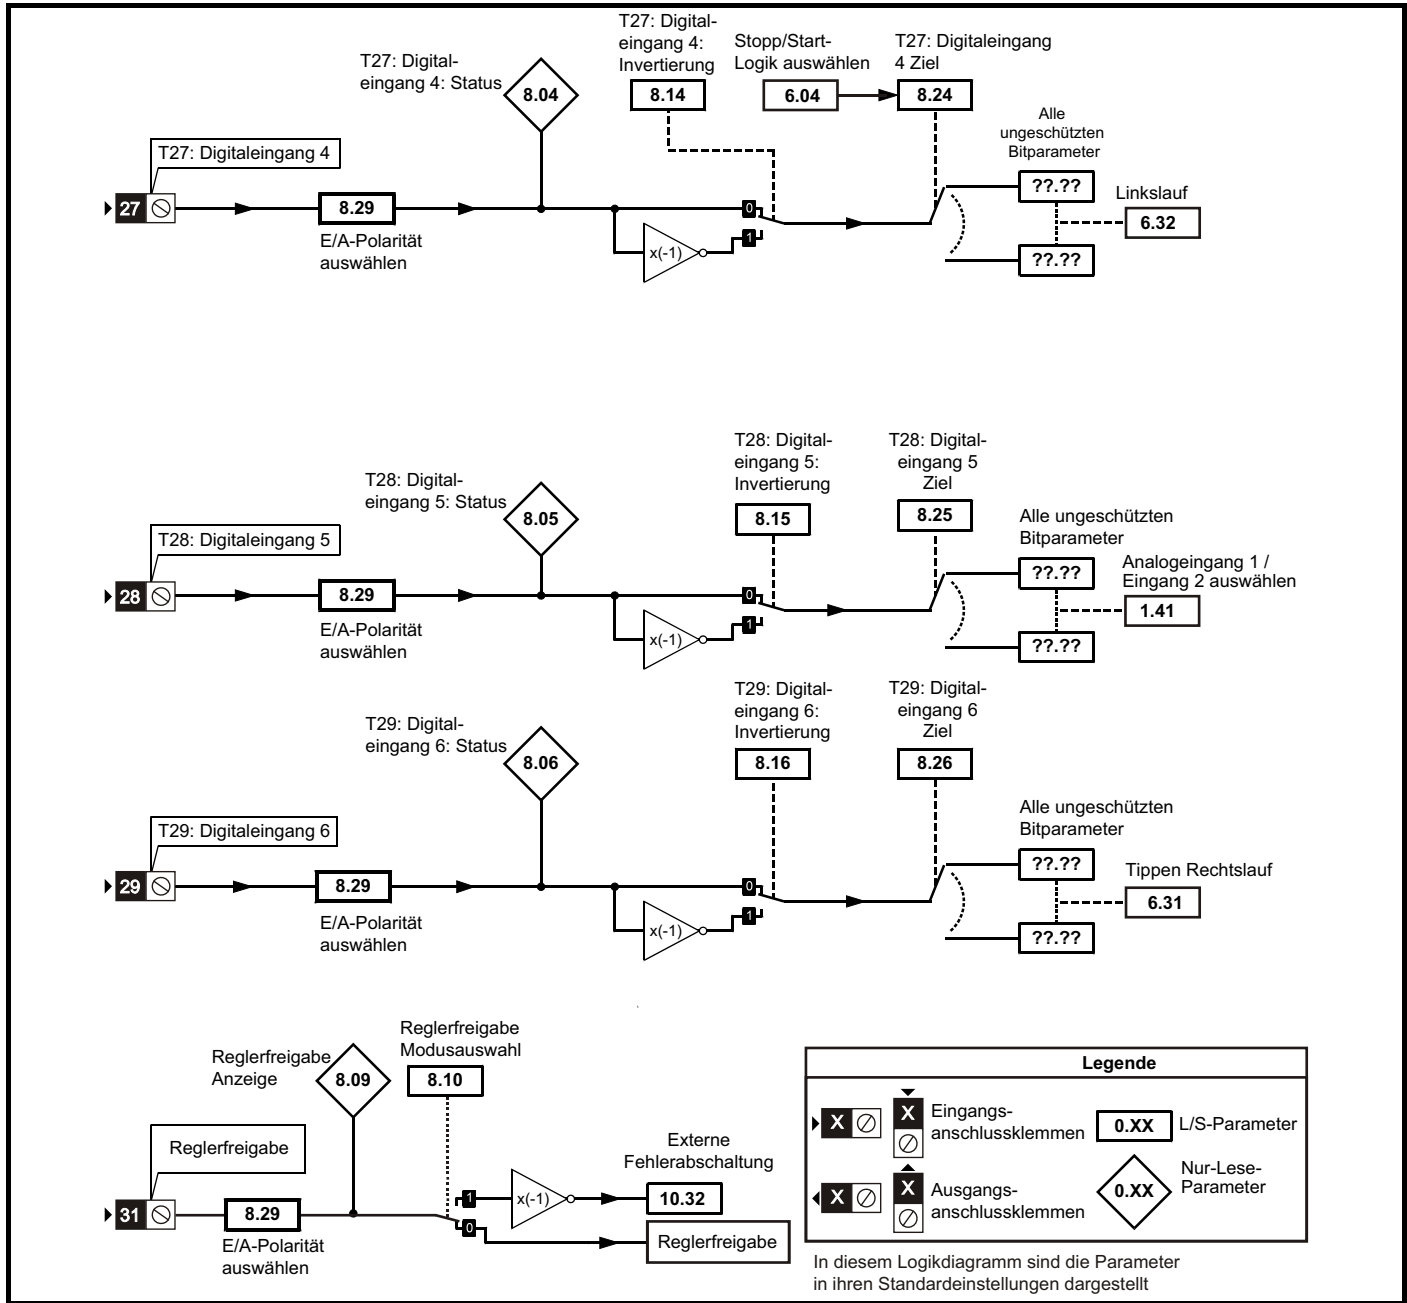 T27: Digital-
eingang 4: Status
8.04
T27: Digital-
eingang 4:
Invertierung
8.14
Stopp/Start-
Logik auswählen
6.04
T27: Digitaleingang
4 Ziel
8.24
Alle
ungeschützten
Bitparameter
??.??
Linkslauf
6.32
??.??
T27: Digitaleingang 4
27
8.29
E/A-Polarität
auswählen
0
1
x(-1)
T28: Digital-
eingang 5: Status
8.05
T28: Digital-
eingang 5:
Invertierung
8.15
T28: Digital-
eingang 5
Ziel
8.25
Alle ungeschützten
Bitparameter
??.??
Analogeingang 1 /
Eingang 2 auswählen
1.41
??.??
T28: Digitaleingang 5
28
8.29
E/A-Polarität
auswählen
0
1
x(-1)
T29: Digital-
eingang 6: Status
8.06
T29: Digital-
eingang 6:
Invertierung
8.16
T29: Digital-
eingang 6
Ziel
8.26
Alle ungeschützten
Bitparameter
??.??
Tippen Rechtslauf
6.31
??.??
T29: Digitaleingang 6
29
8.29
E/A-Polarität
auswählen
0
1
x(-1)
Reglerfreigabe
Anzeige
8.09
Reglerfreigabe
Modusauswahl
8.10
Reglerfreigabe
31
8.29
E/A-Polarität
auswählen
1
0
x(-1)
Externe
Fehlerabschaltung
10.32
Reglerfreigabe
Legende
X
X
Eingangs-
anschlussklemmen
0.XX
L/S-Parameter
X
X
Ausgangs-
anschlussklemmen
0.XX
Nur-Lese-
Parameter
In diesem Logikdiagramm sind die Parameter
in ihren Standardeinstellungen dargestellt